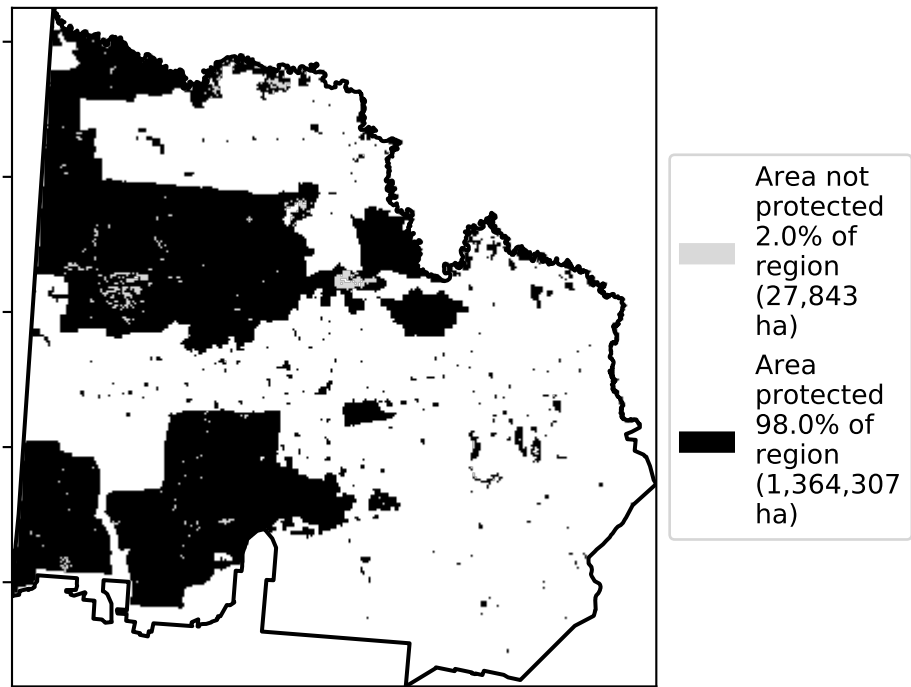 Area not
protected
2.0% of
region
(27,843
ha)
Area
protected
98.0% of
region
(1,364,307
ha)